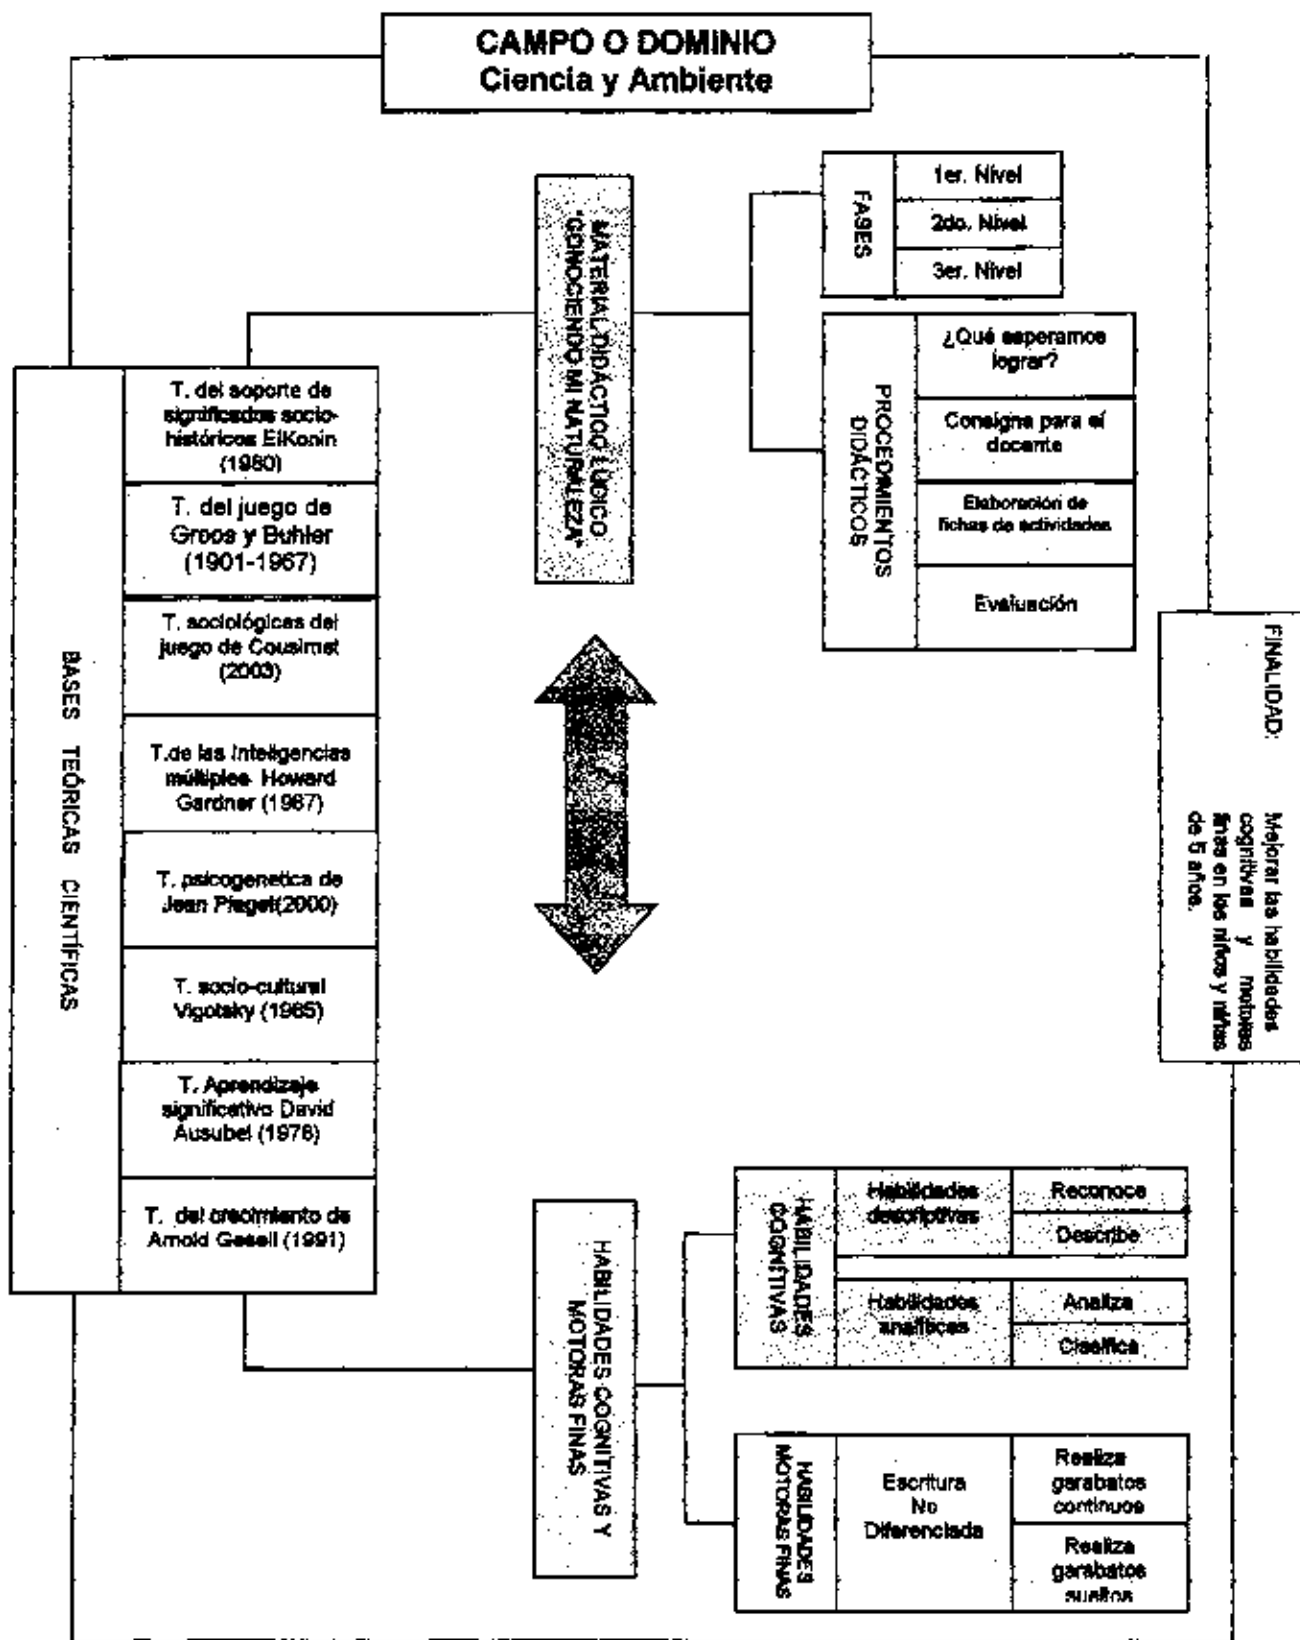 CAMPO O DOMINIO
Ciencia y Ambiente
MATERIAL DIDÁCTICO LÚDICO
"CONOCIENDO MI NATURALEZA"
FASES
1er. Nivel
2do. Nivel
3er. Nivel
PROCEDIMIENTOS
DIDÁCTICOS
¿Qué esperamos
lograr?
Consigna para el
docente
Elaboración de
fichas de actividades
Evaluación
BASES TEÓRICAS CIENTÍFICAS
T. del soporte de
significados socio-
históricos ElKonin
(1980)
T. del juego de
Groos y Buhler
(1901-1967)
T. sociológicas del
juego de Cousimet
(2003)
T.de las Inteligencias
múltiples Howard
Gardner (1987)
T. psicogenetica de
Jean Piaget(2000)
T. socio-cultural
Vigotsky (1985)
T. Aprendizaje
significativo David
Ausubel (1978)
T. del crecimiento de
Arnold Gesell (1991)
FINALIDAD:
Mejorar las habilidades
cognitivas y motoras
finas en los niños y niñas
de 5 años.
HABILIDADES COGNITIVAS Y
MOTORAS FINAS
HABILIDADES
COGNITIVAS
Habilidades
descriptivas
Reconoce
Describe
Habilidades
analíticas
Analiza
Clasifica
HABILIDADES
MOTORAS FINAS
Escritura
No
Diferenciada
Realiza
garabatos
continuos
Realiza
garabatos
sueltos